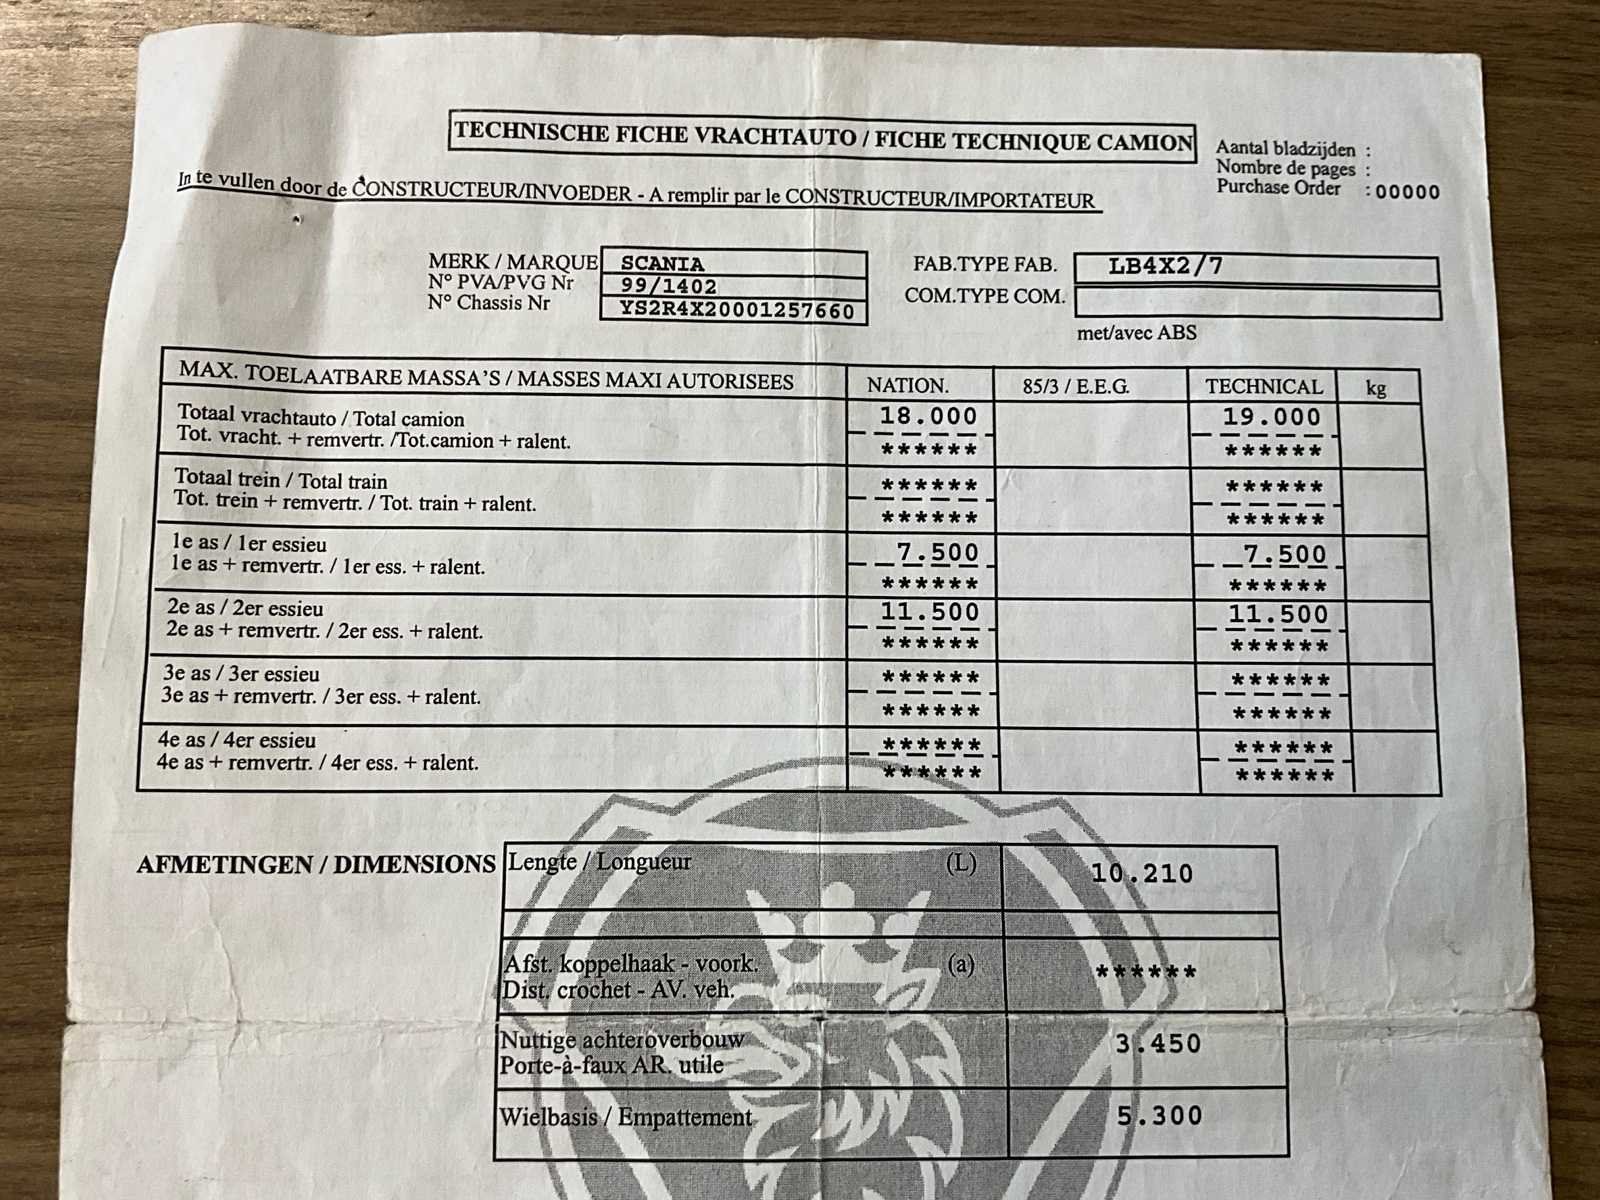 TECHNISCHE FICHE VRACHTAUTO / FICHE TECHNIQUE CAMION
Aantal bladzijden :
Nombre de pages :
Purchase Order : 00000
In te vullen door de CONSTRUCTEUR/INVOEDER - A remplir par le CONSTRUCTEUR/IMPORTATEUR
MERK / MARQUE SCANIA
N° PVA/PVG Nr 99/1402
N° Chassis Nr YS2R4X20001257660
FAB.TYPE FAB. LB4X2/7
COM.TYPE COM.
met/avec ABS
MAX. TOELAATBARE MASSA'S / MASSES MAXI AUTORISEES NATION. 85/3 / E.E.G. TECHNICAL kg
Totaal vrachtauto / Total camion 18.000 19.000
Tot. vracht. + remvertr. /Tot.camion + ralent. ****** ******
Totaal trein / Total train ****** ******
Tot. trein + remvertr. / Tot. train + ralent. ****** ******
1e as / 1er essieu 7.500 7.500
1e as + remvertr. / 1er ess. + ralent. ****** ******
2e as / 2er essieu 11.500 11.500
2e as + remvertr. / 2er ess. + ralent. ****** ******
3e as / 3er essieu ****** ******
3e as + remvertr. / 3er ess. + ralent. ****** ******
4e as / 4er essieu ****** ******
4e as + remvertr. / 4er ess. + ralent. ****** ******
AFMETINGEN / DIMENSIONS Lengte / Longueur (L) 10.210
Afst. koppelhaak - voork. (a) ******
Dist. crochet - AV. veh.
Nuttige achteroverbouw 3.450
Porte-à-faux AR. utile
Wielbasis / Empattement 5.300